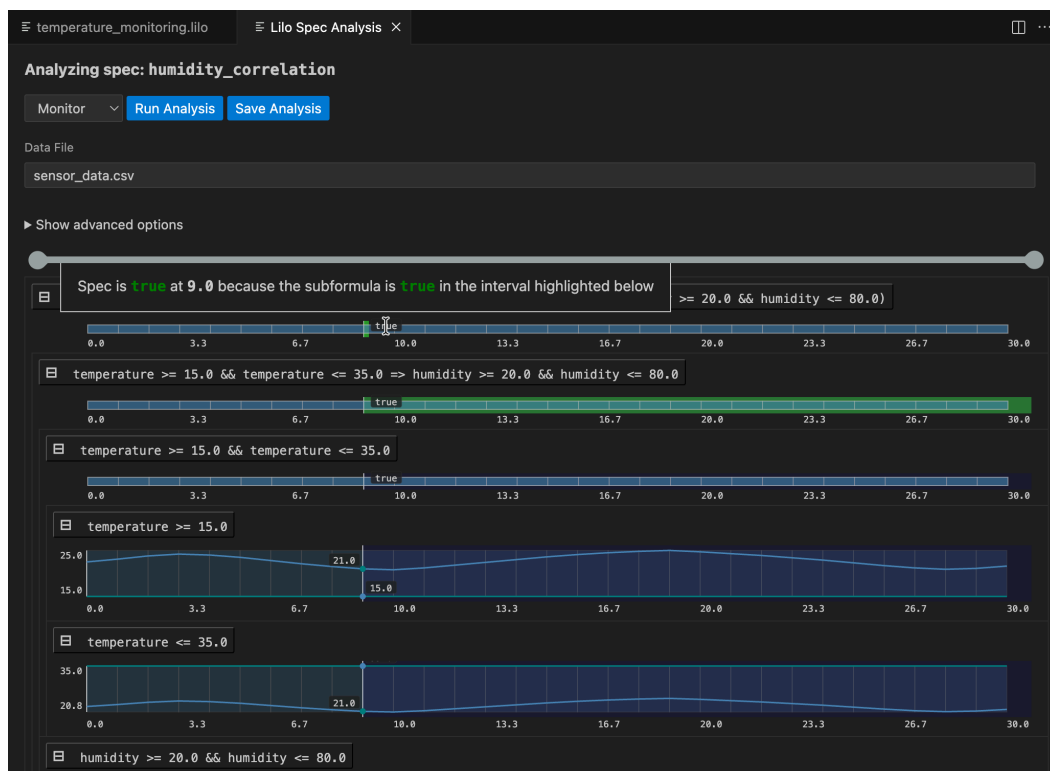 temperature_monitoring.lilo
Lilo Spec Analysis
Analyzing spec: humidity_correlation
Monitor Run Analysis Save Analysis
Data File
sensor_data.csv
Show advanced options
Spec is true at 9.0 because the subformula is true in the interval highlighted below
>= 20.0 && humidity <= 80.0)
true
0.0 3.3 6.7 10.0 13.3 16.7 20.0 23.3 26.7 30.0
temperature >= 15.0 && temperature <= 35.0 => humidity >= 20.0 && humidity <= 80.0
true
0.0 3.3 6.7 10.0 13.3 16.7 20.0 23.3 26.7 30.0
temperature >= 15.0 && temperature <= 35.0
true
0.0 3.3 6.7 10.0 13.3 16.7 20.0 23.3 26.7 30.0
temperature >= 15.0
25.0
21.0
15.0 15.0
0.0 3.3 6.7 10.0 13.3 16.7 20.0 23.3 26.7 30.0
temperature <= 35.0
35.0
20.8 21.0
0.0 3.3 6.7 10.0 13.3 16.7 20.0 23.3 26.7 30.0
humidity >= 20.0 && humidity <= 80.0